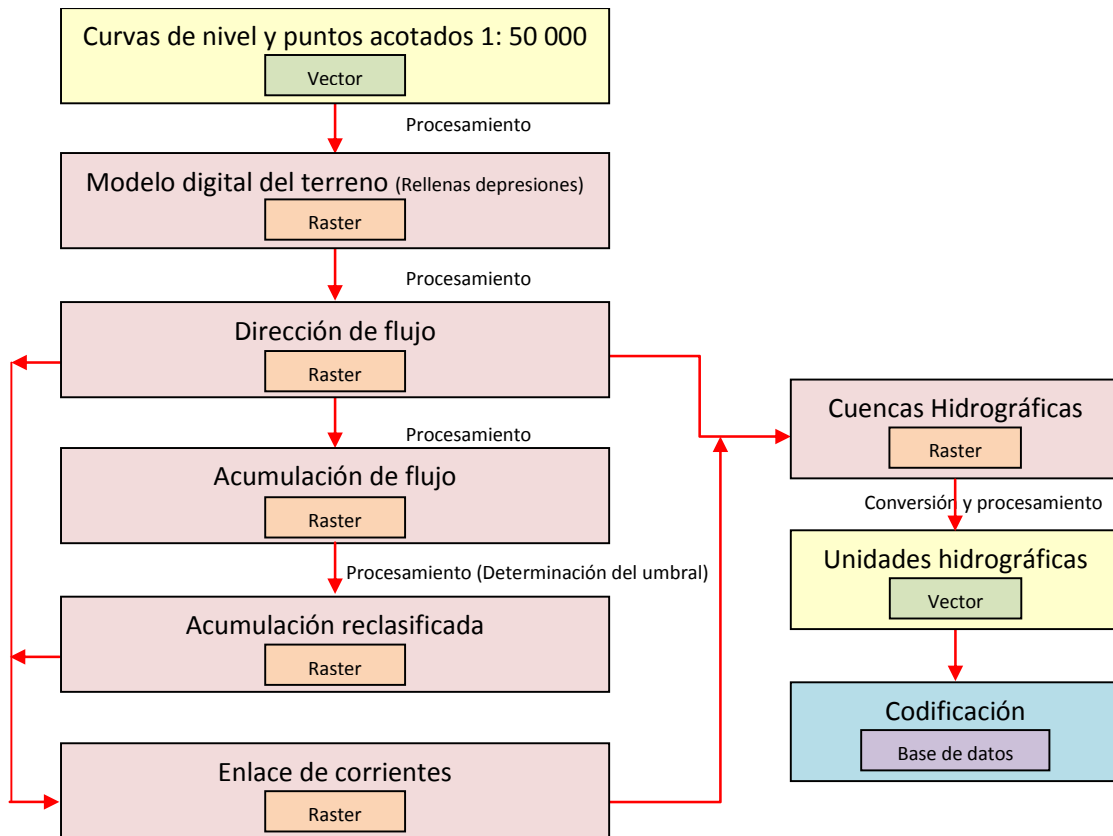 Curvas de nivel y puntos acotados 1: 50 000
Vector
Procesamiento
Modelo digital del terreno (Rellenas depresiones)
Raster
Procesamiento
Dirección de flujo
Raster
Procesamiento
Acumulación de flujo
Raster
Procesamiento (Determinación del umbral)
Acumulación reclasificada
Raster
Enlace de corrientes
Raster
Cuencas Hidrográficas
Raster
Conversión y procesamiento
Unidades hidrográficas
Vector
Codificación
Base de datos